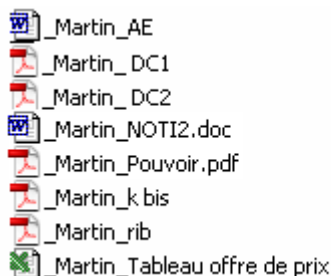 _Martin_AE
_Martin_ DC1
_Martin_ DC2
_Martin_NOTI2.doc
_Martin_Pouvoir.pdf
_Martin_k bis
_Martin_rib
_Martin_Tableau offre de prix